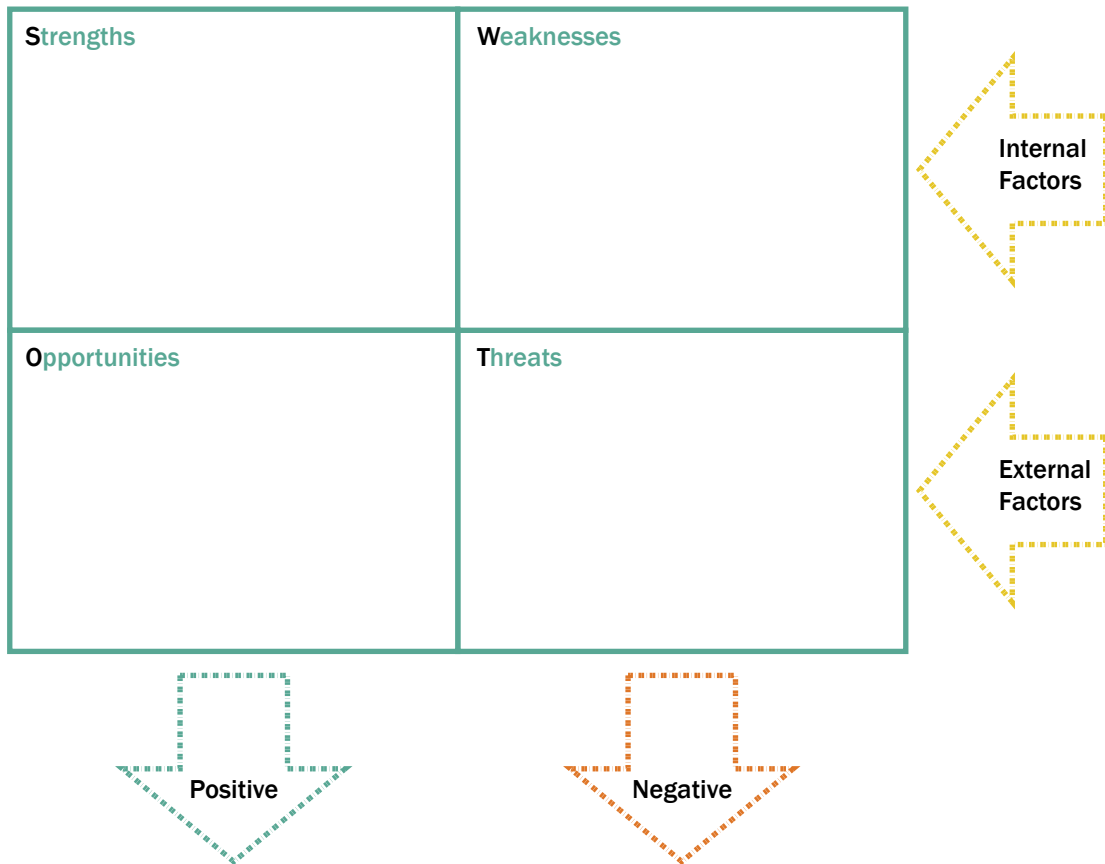 Strengths
Weaknesses
Internal
Factors
Opportunities
Threats
External
Factors
Positive
Negative